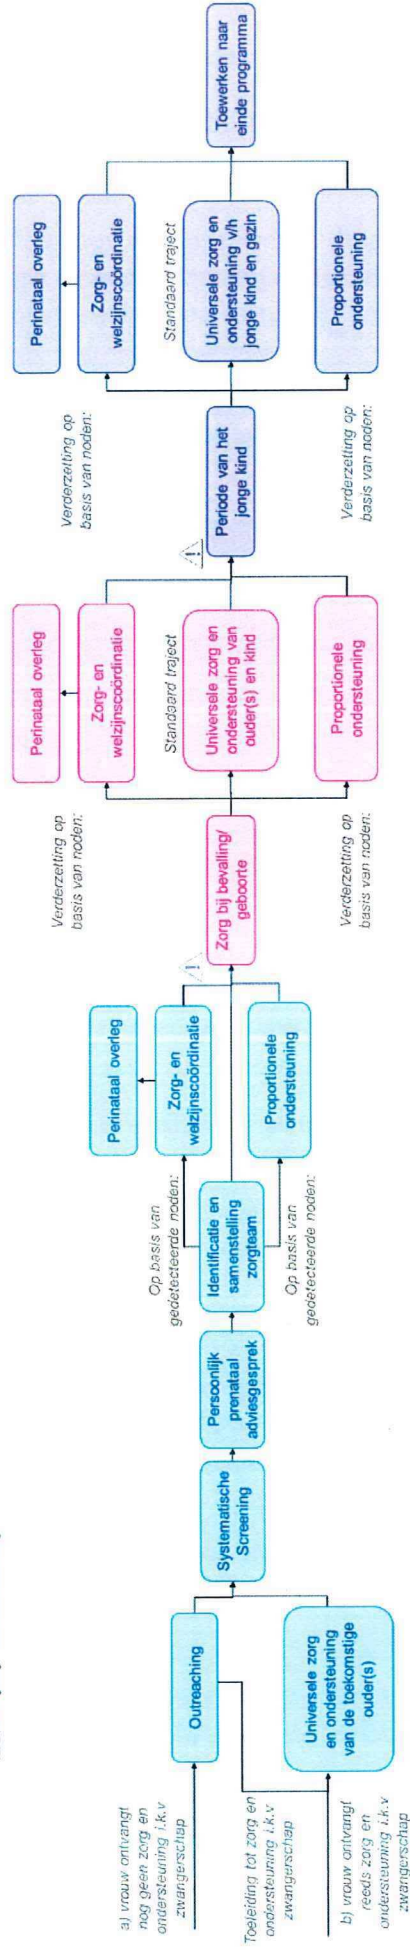 a) vrouw ontvangt
nog geen zorg en
ondersteuning i.k.v
zwangerschap
Toeleiding tot zorg en
ondersteuning i.k.v
zwangerschap
b) vrouw ontvangt
reeds zorg en
ondersteuning i.k.v
zwangerschap
Outreaching
Universele zorg
en ondersteuning
van de toekomstige
ouder(s)
Systematische
Screening
Persoonlijk
prenataal
adviesgesprek
Identificatie en
samenstelling
zorgteam
Op basis van
gedetecteerde noden:
Op basis van
gedetecteerde noden:
Perinataal overleg
Zorg- en
welzijnscoördinatie
Proportionele
ondersteuning
Zorg bij bevalling/
geboorte
Verderzetting op
basis van noden:
Verderzetting op
basis van noden:
Perinataal overleg
Zorg- en
welzijnscoördinatie
Standaard traject
Universele zorg en
ondersteuning van
ouder(s) en kind
Proportionele
ondersteuning
Periode van het
jonge kind
Verderzetting op
basis van noden:
Verderzetting op
basis van noden:
Perinataal overleg
Zorg- en
welzijnscoördinatie
Standaard traject
Universele zorg en
ondersteuning v/h
jonge kind en gezin
Proportionele
ondersteuning
Toewerken naar
einde programma